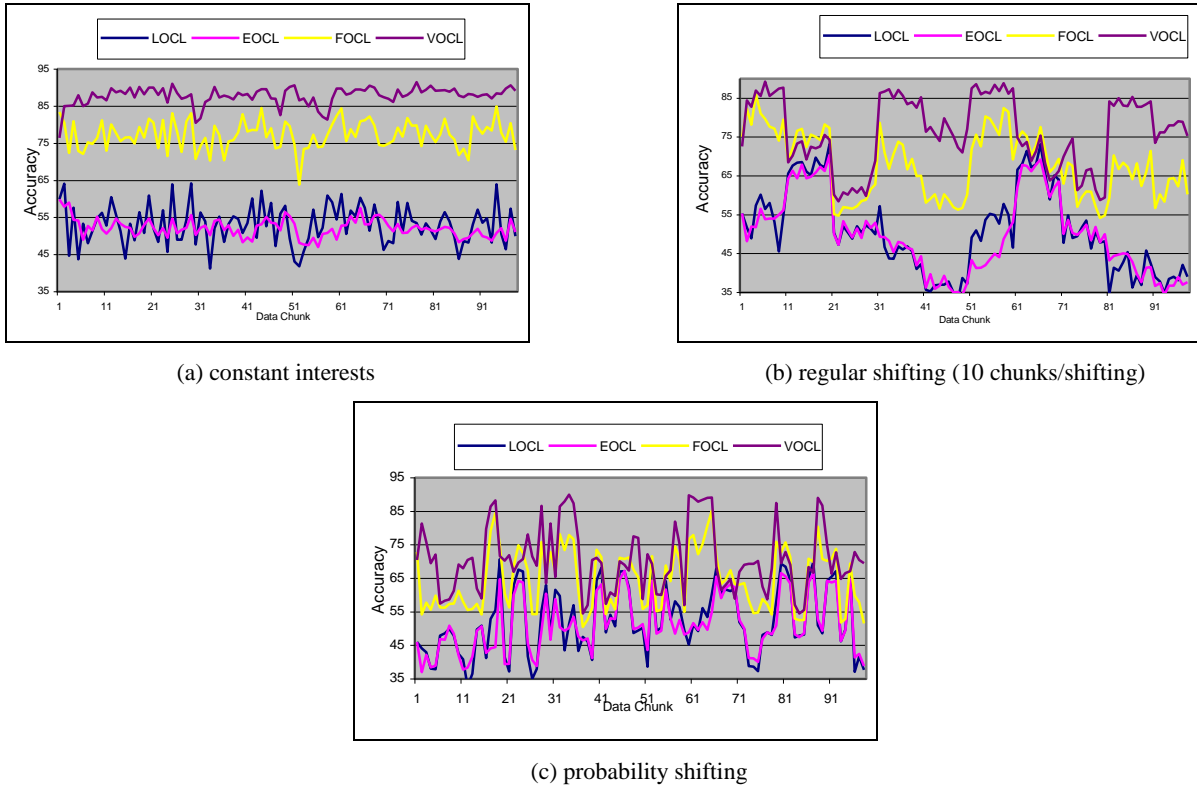 LOCL EOCL FOCL VOCL
95
85
75
65
55
45
35
Accuracy
1 11 21 31 41 51 61 71 81 91
Data Chunk
(a) constant interests
LOCL EOCL FOCL VOCL
85
75
65
55
45
35
Accuracy
1 11 21 31 41 51 61 71 81 91
Data Chunk
(b) regular shifting (10 chunks/shifting)
LOCL EOCL FOCL VOCL
95
85
75
65
55
45
35
Accuracy
1 11 21 31 41 51 61 71 81 91
Data Chunk
(c) probability shifting